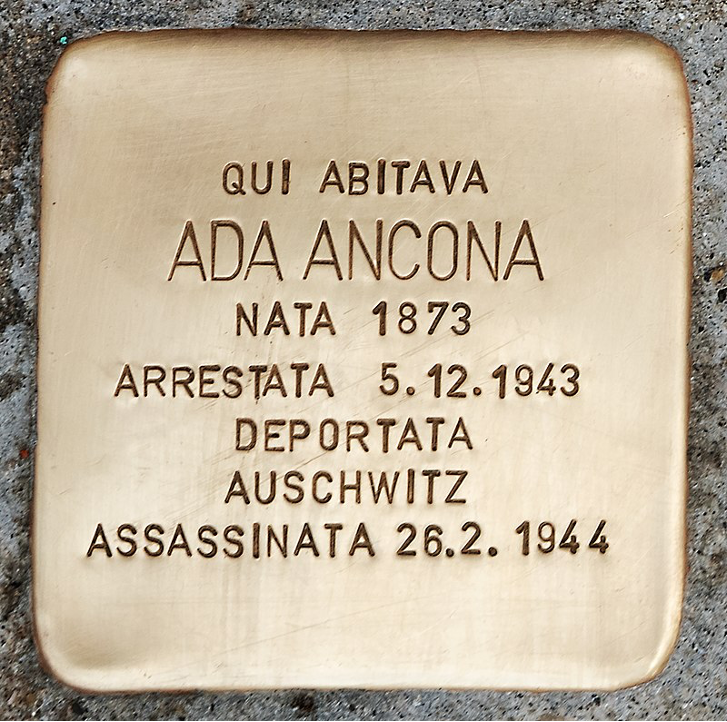 QUI ABITAVA
ADA ANCONA
NATA 1873
ARRESTATA 5.12.1943
DEPORTATA
AUSCHWITZ
ASSASSINATA 26.2.1944